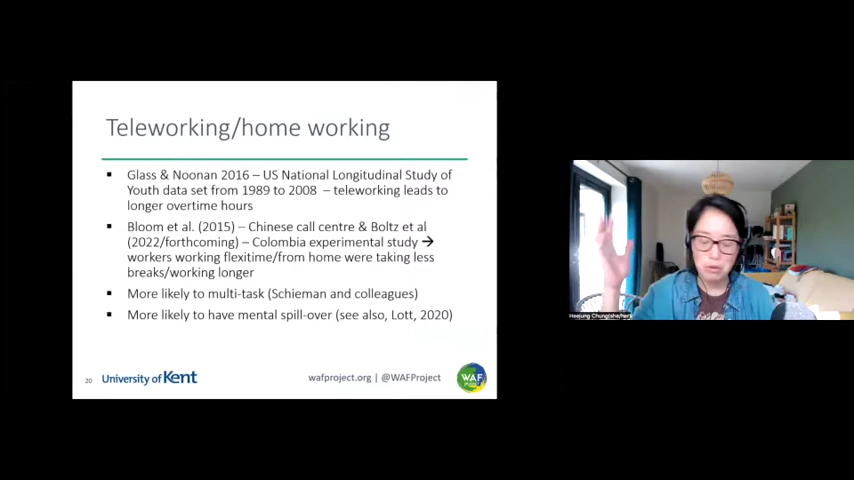 Teleworking/home working
▪ Glass & Noonan 2016 – US National Longitudinal Study of
Youth data set from 1989 to 2008 – teleworking leads to
longer overtime hours
▪ Bloom et al. (2015) – Chinese call centre & Boltz et al
(2022/forthcoming) – Colombia experimental study →
workers working flexitime/from home were taking less
breaks/working longer
▪ More likely to multi-task (Schieman and colleagues)
▪ More likely to have mental spill-over (see also, Lott, 2020)
20 University of Kent wafproject.org | @WAFProject WAF
Heejung Chung(she/her)